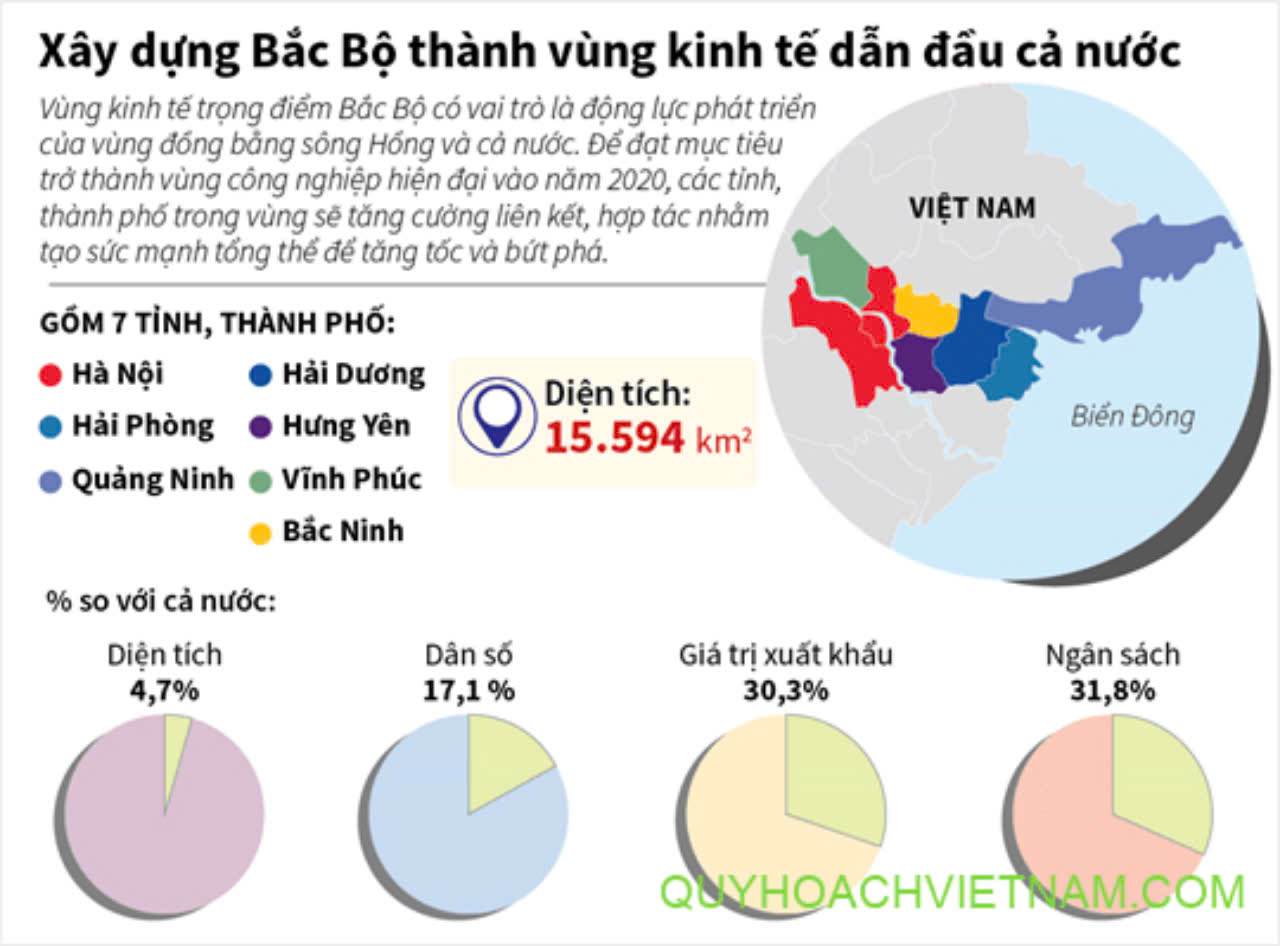 Xây dựng Bắc Bộ thành vùng kinh tế dẫn đầu cả nước
Vùng kinh tế trọng điểm Bắc Bộ có vai trò là động lực phát triển
của vùng đồng bằng sông Hồng và cả nước. Để đạt mục tiêu
trở thành vùng công nghiệp hiện đại vào năm 2020, các tỉnh,
thành phố trong vùng sẽ tăng cường liên kết, hợp tác nhằm
tạo sức mạnh tổng thể để tăng tốc và bứt phá.
VIỆT NAM
Biển Đông
GỒM 7 TỈNH, THÀNH PHỐ:
Hà Nội
Hải Dương
Hải Phòng
Hưng Yên
Quảng Ninh
Vĩnh Phúc
Bắc Ninh
Diện tích:
15.594 km²
% so với cả nước:
Diện tích
4,7%
Dân số
17,1 %
Giá trị xuất khẩu
30,3%
Ngân sách
31,8%
QUYHOACHVIETNAM.COM